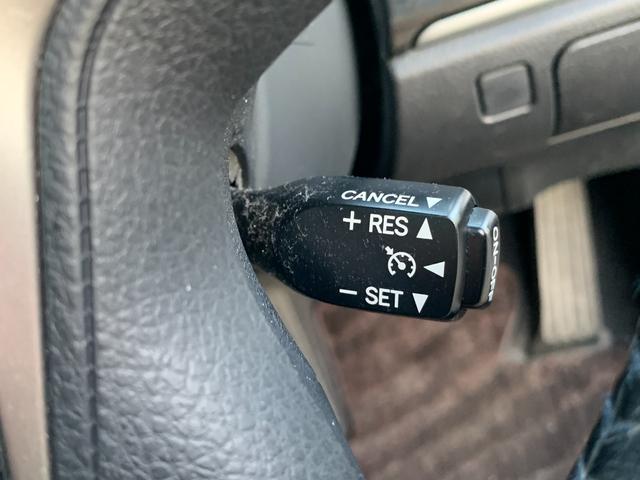 CANCEL ▼
+ RES ▲
◀
− SET ▼
ON-OFF